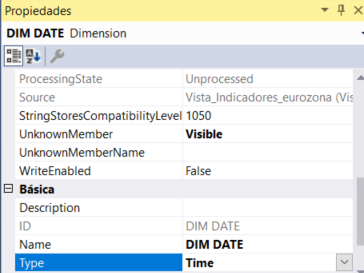 Propiedades
DIM DATE Dimension
ProcessingState Unprocessed
Source Vista_Indicadores_eurozona (Vis
StringStoresCompatibilityLevel 1050
UnknownMember Visible
UnknownMemberName
WriteEnabled False
Básica
Description
ID DIM DATE
Name DIM DATE
Type Time